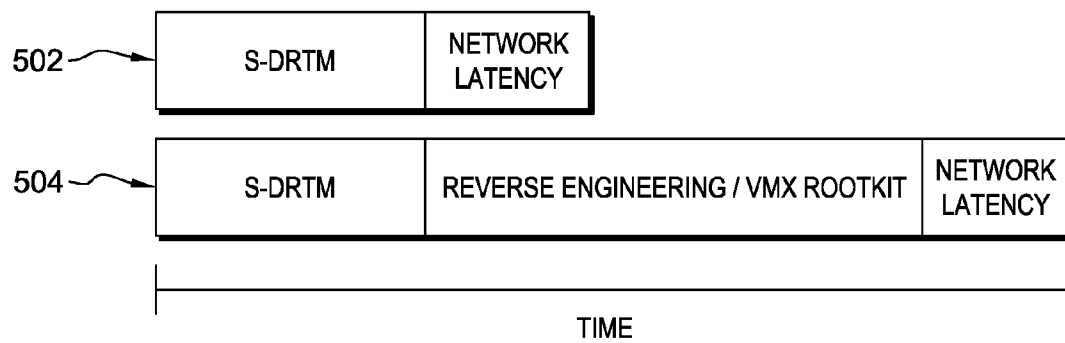 502
S-DRTM
NETWORK
LATENCY
504
S-DRTM
REVERSE ENGINEERING / VMX ROOTKIT
NETWORK
LATENCY
TIME